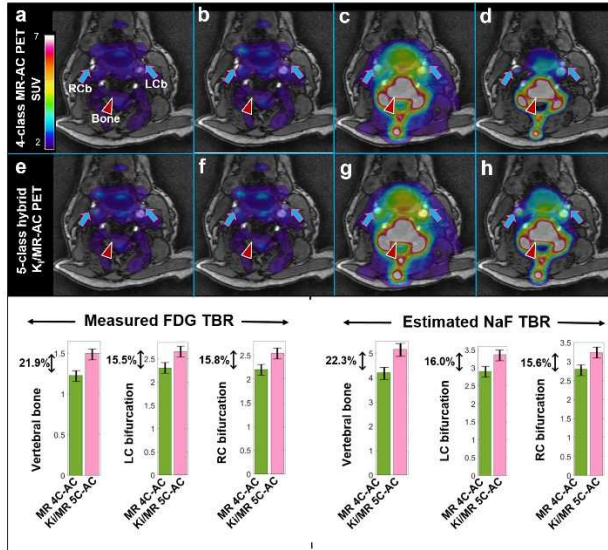 a b c d
7
4-class MR-AC PET
SUV
2
RCb LCb
Bone
e f g h
5-class hybrid
Ki/MR-AC PET
Measured FDG TBR Estimated NaF TBR
21.9% 15.5% 15.8% 22.3% 16.0% 15.6%
Vertebral bone
1.5
1
0.5
0
MR 4C-AC
Ki/MR 5C-AC
LC bifurcation
2.5
2
1.5
1
0.5
0
MR 4C-AC
Ki/MR 5C-AC
RC bifurcation
2.5
2
1.5
1
0.5
0
MR 4C-AC
Ki/MR 5C-AC
Vertebral bone
5
4
3
2
1
0
MR 4C-AC
Ki/MR 5C-AC
LC bifurcation
3.5
3
2.5
2
1.5
1
0.5
0
MR 4C-AC
Ki/MR 5C-AC
RC bifurcation
3
2.5
2
1.5
1
0.5
0
MR 4C-AC
Ki/MR 5C-AC